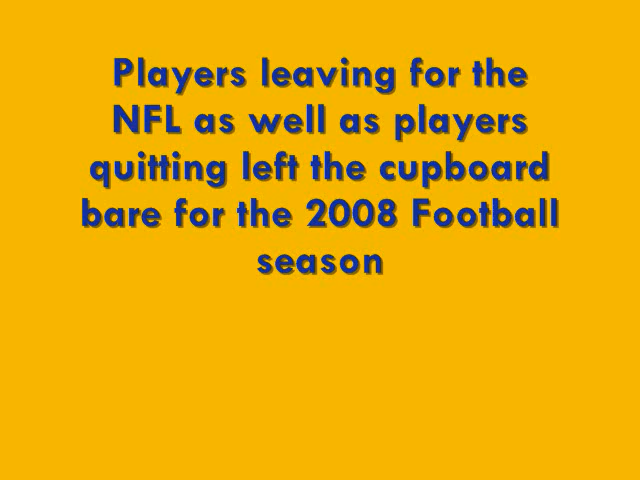 Players leaving for the
NFL as well as players
quitting left the cupboard
bare for the 2008 Football
season